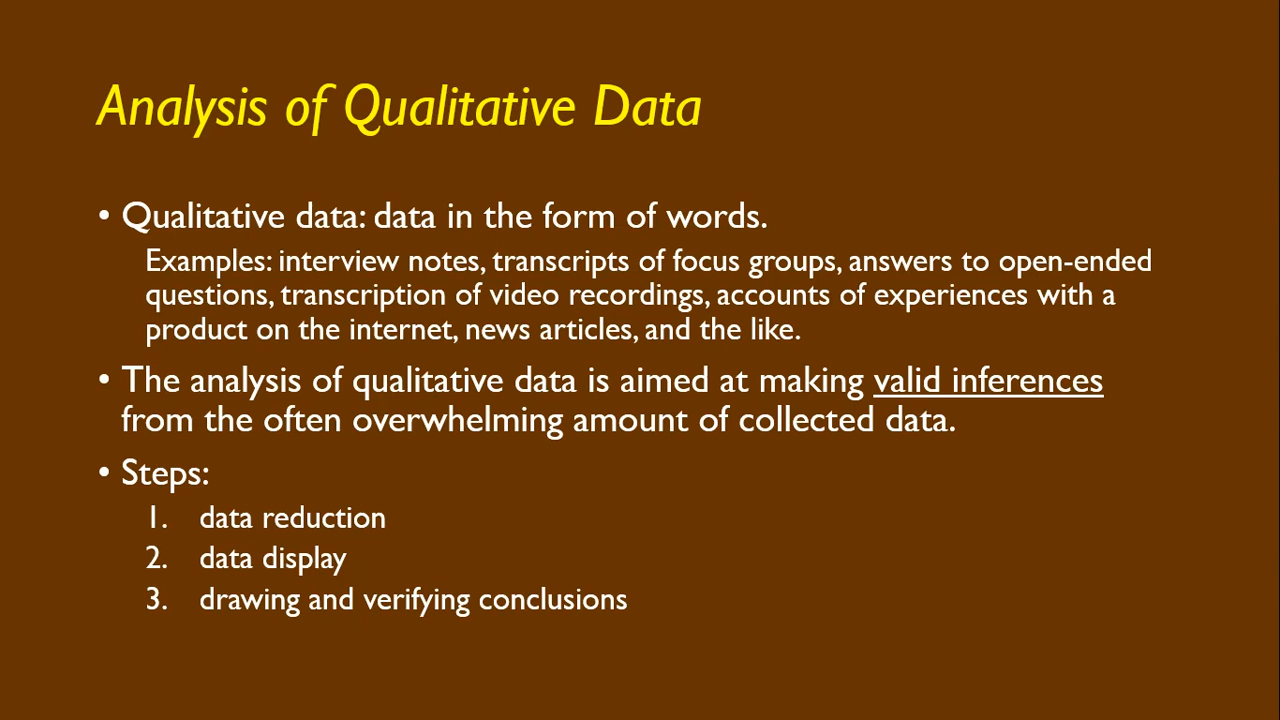 Analysis of Qualitative Data
• Qualitative data: data in the form of words.
Examples: interview notes, transcripts of focus groups, answers to open-ended
questions, transcription of video recordings, accounts of experiences with a
product on the internet, news articles, and the like.
• The analysis of qualitative data is aimed at making valid inferences
from the often overwhelming amount of collected data.
• Steps:
1. data reduction
2. data display
3. drawing and verifying conclusions